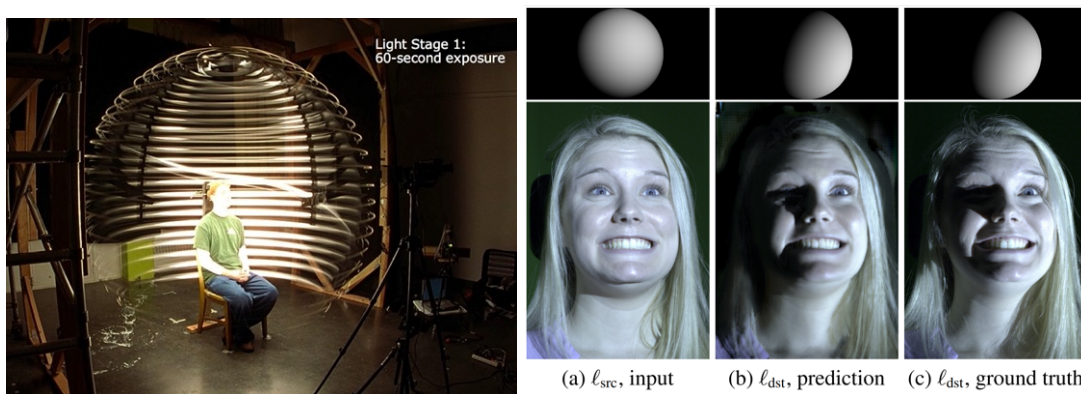 Light Stage 1:
60-second exposure
(a) ℓsrc, input
(b) ℓdst, prediction
(c) ℓdst, ground truth